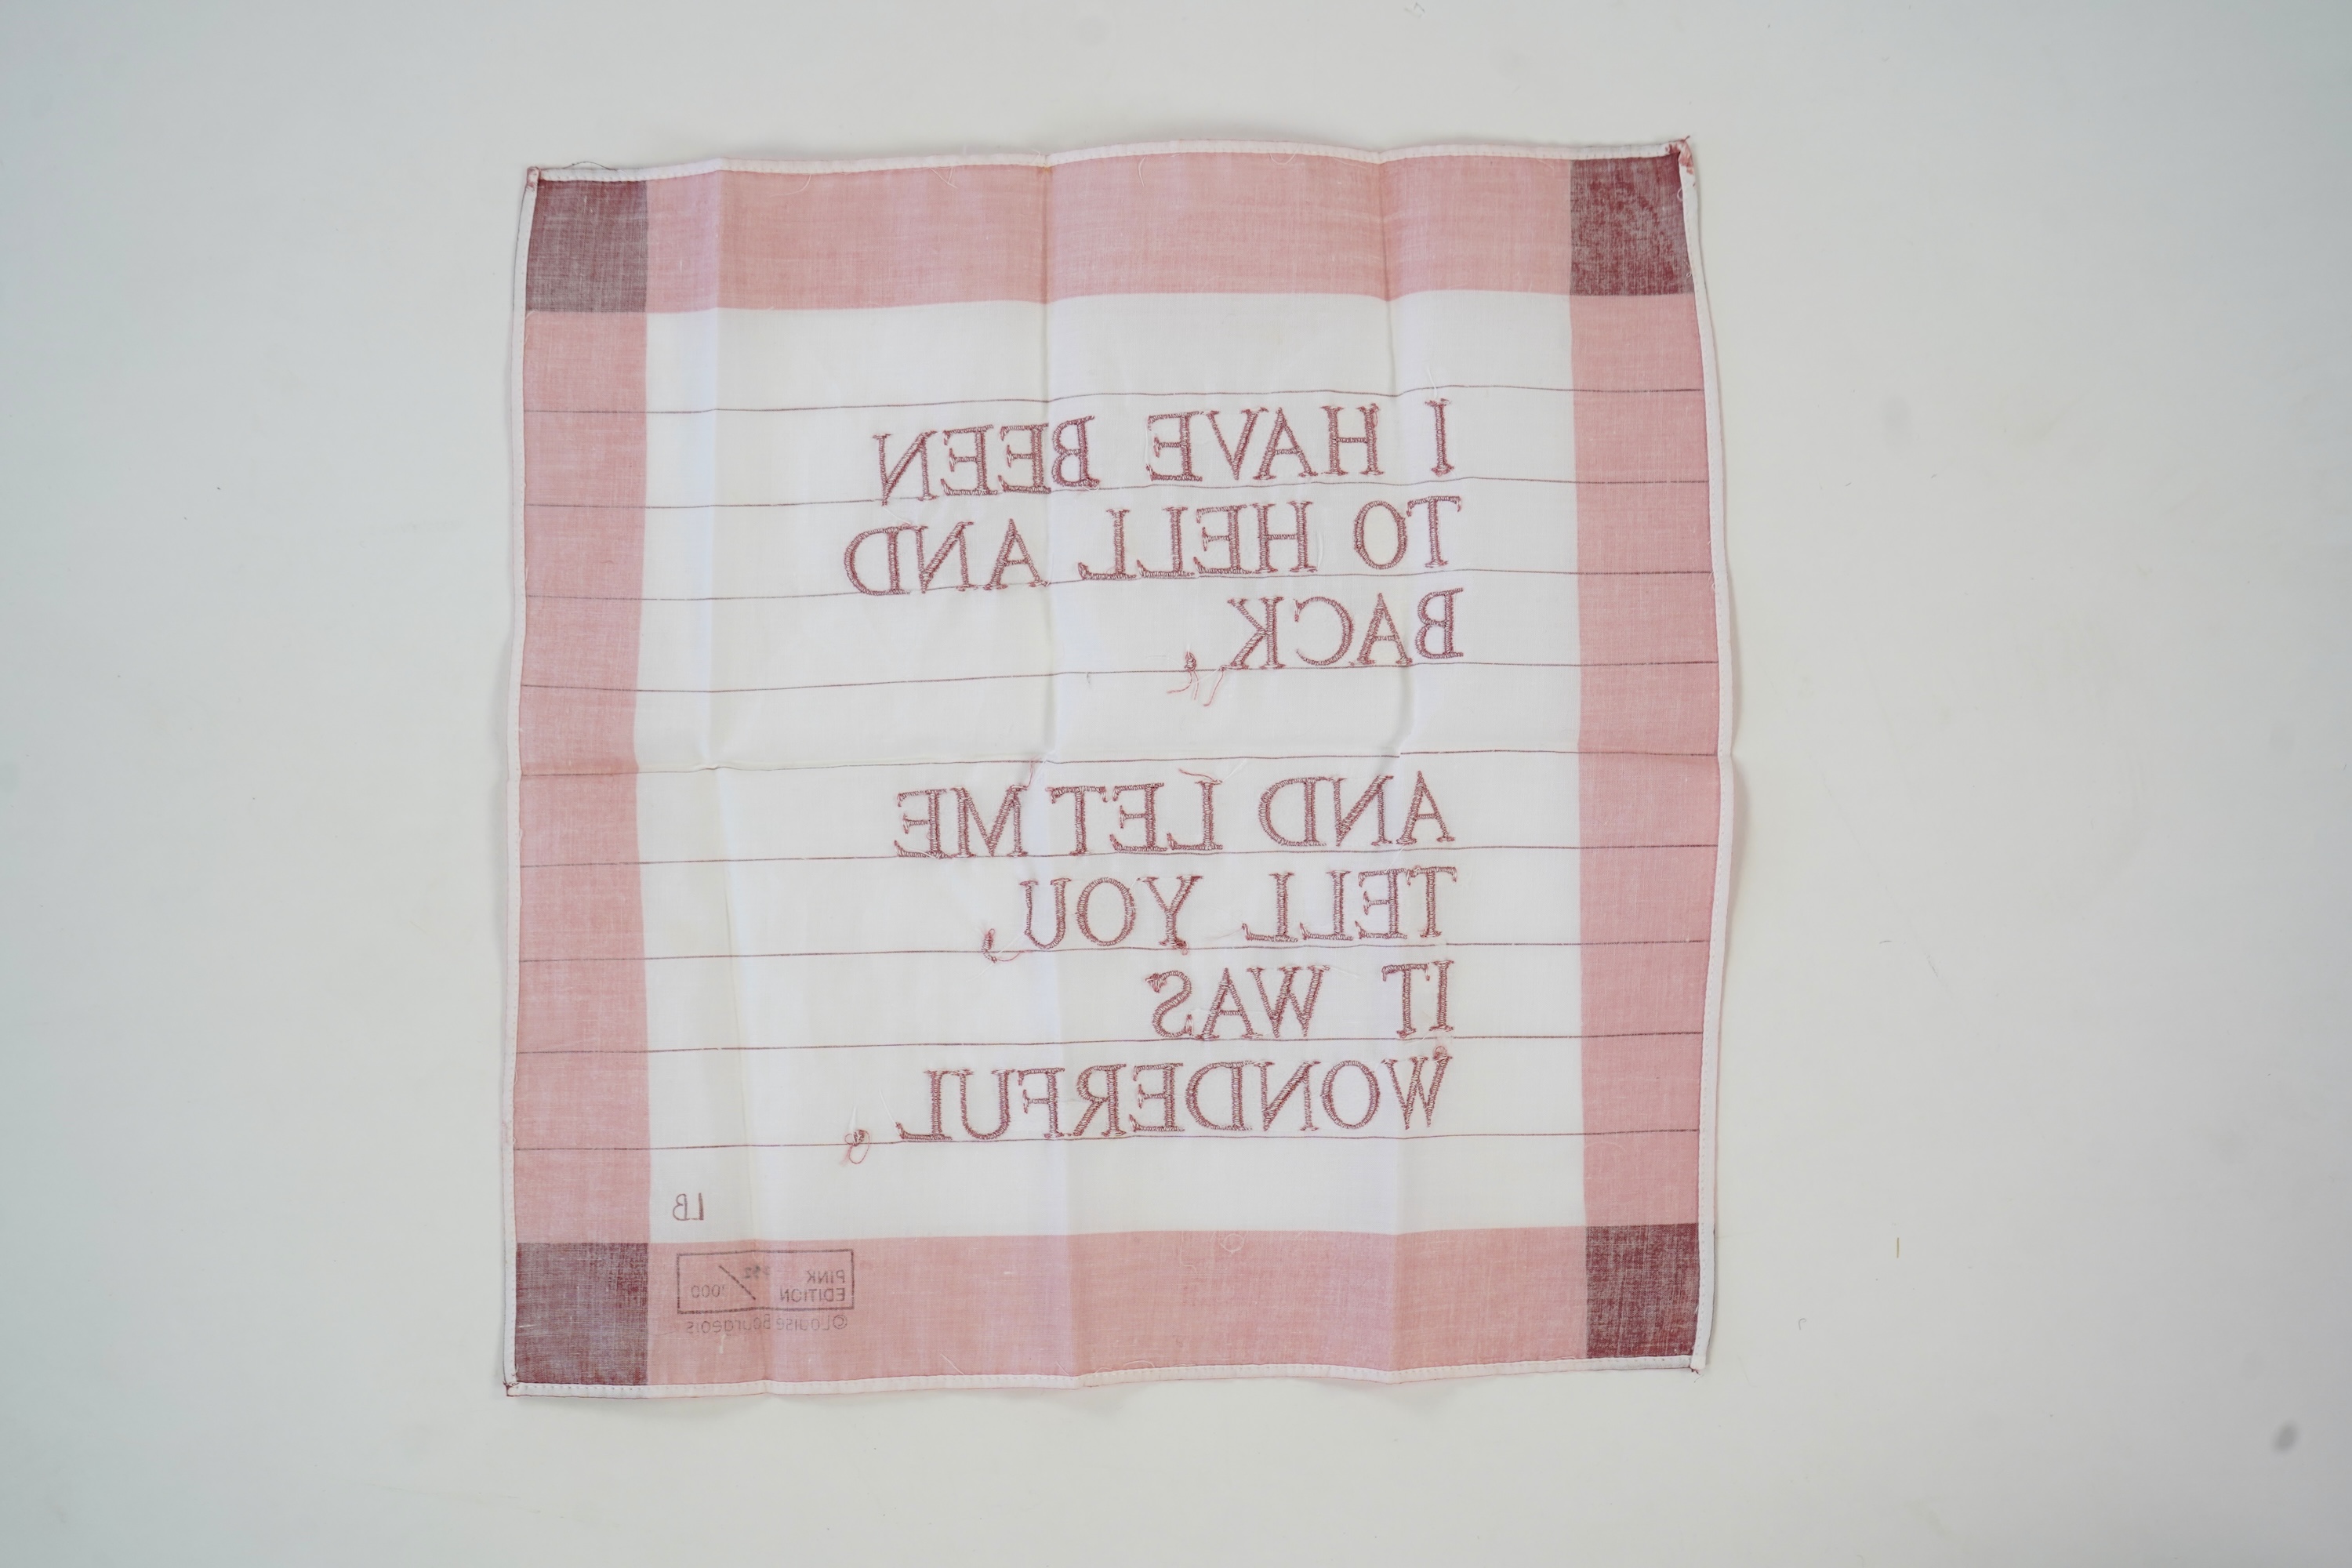 I HAVE BEEN
TO HELL AND
BACK,
AND LET ME
TELL YOU,
IT WAS
WONDERFUL.
LB
PINK
EDITION /1000
©Louise Bourgeois